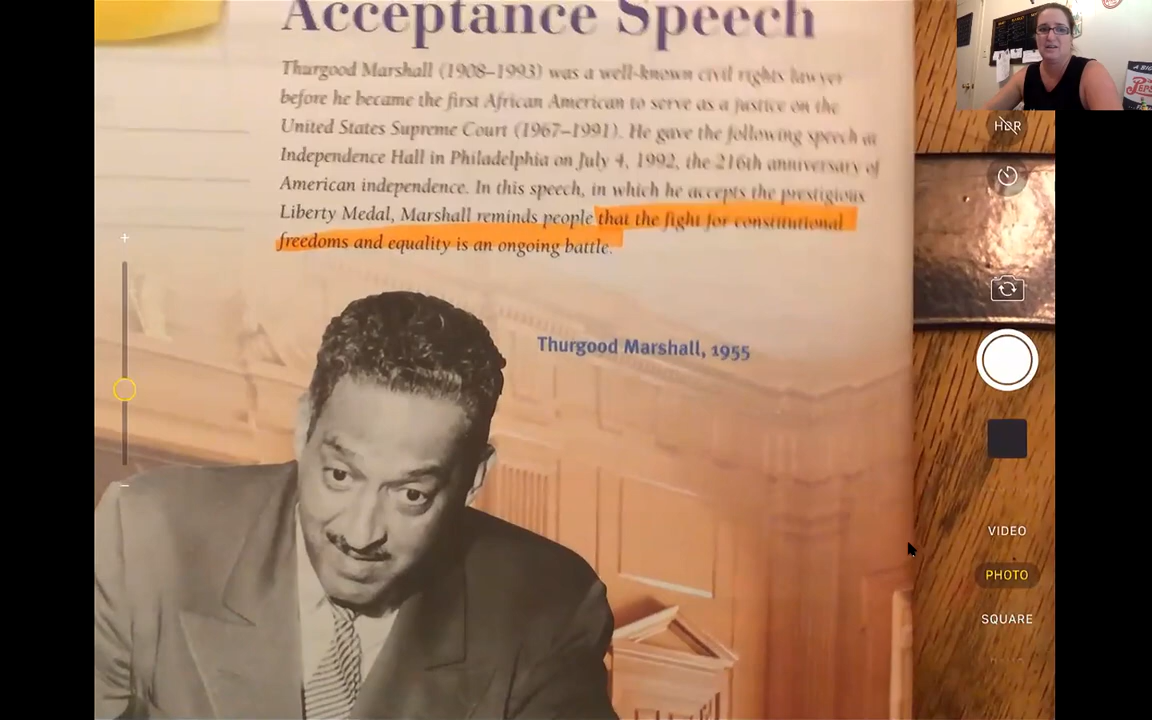 Acceptance Speech
Thurgood Marshall (1908–1993) was a well-known civil rights lawyer
before he became the first African American to serve as a justice on the
United States Supreme Court (1967–1991). He gave the following speech at
Independence Hall in Philadelphia on July 4, 1992, the 216th anniversary of
American independence. In this speech, in which he accepts the prestigious
Liberty Medal, Marshall reminds people that the fight for constitutional
freedoms and equality is an ongoing battle.
Thurgood Marshall, 1955
HDR
VIDEO
PHOTO
SQUARE